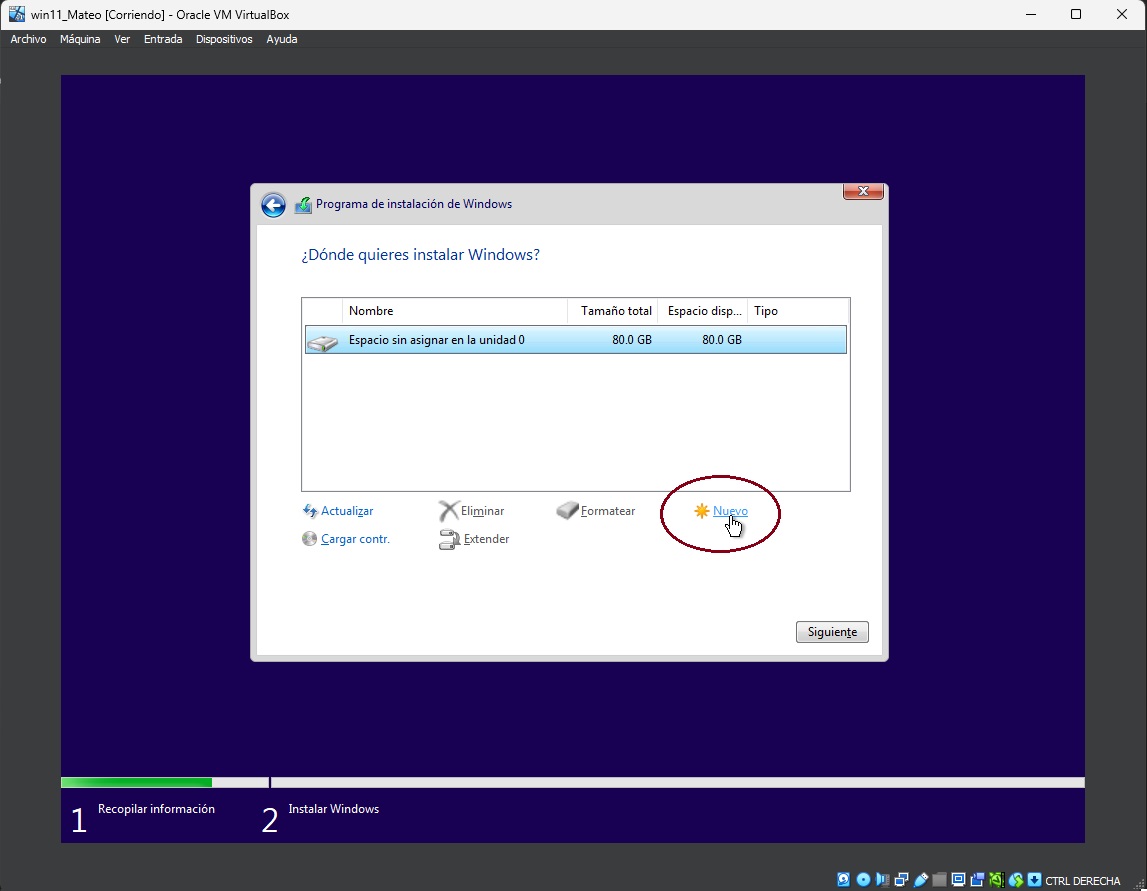 win11_Mateo [Corriendo] - Oracle VM VirtualBox
Archivo Máquina Ver Entrada Dispositivos Ayuda
Programa de instalación de Windows
¿Dónde quieres instalar Windows?
Nombre Tamaño total Espacio disp... Tipo
Espacio sin asignar en la unidad 0 80.0 GB 80.0 GB
Actualizar Eliminar Formatear Nuevo
Cargar contr. Extender
Siguiente
1 Recopilar información 2 Instalar Windows
CTRL DERECHA